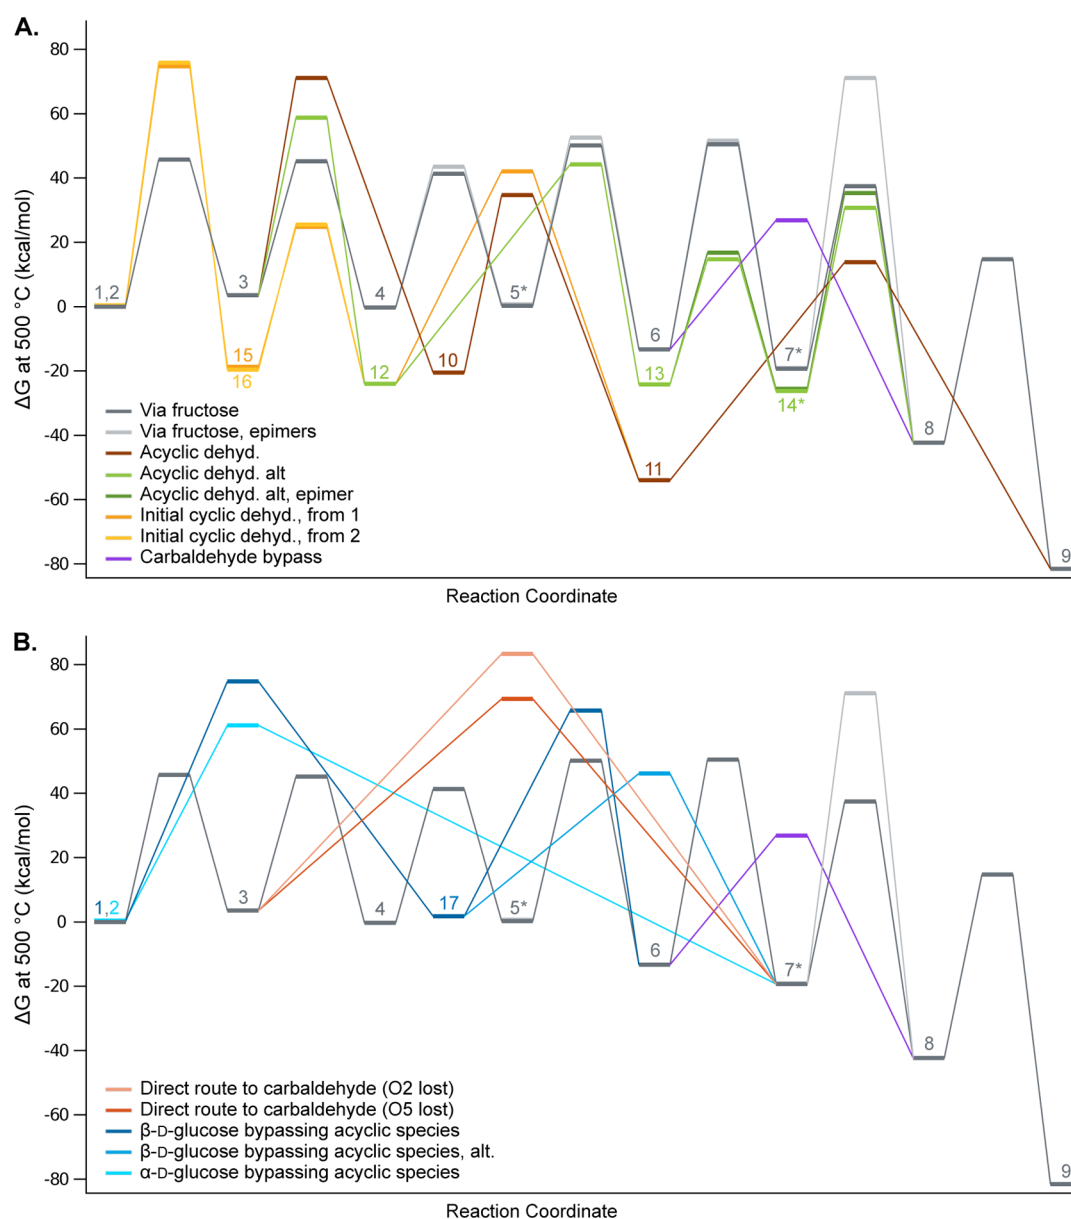 A.
80
60
40
20
0
-20
-40
-60
-80
ΔG at 500 °C (kcal/mol)
1,2
3
4
5*
6
7*
8
9
15
16
12
10
13
14*
11
Via fructose
Via fructose, epimers
Acyclic dehyd.
Acyclic dehyd. alt
Acyclic dehyd. alt, epimer
Initial cyclic dehyd., from 1
Initial cyclic dehyd., from 2
Carbaldehyde bypass
Reaction Coordinate
B.
80
60
40
20
0
-20
-40
-60
-80
ΔG at 500 °C (kcal/mol)
1,2
3
4
17
5*
6
7*
8
9
Direct route to carbaldehyde (O2 lost)
Direct route to carbaldehyde (O5 lost)
β-D-glucose bypassing acyclic species
β-D-glucose bypassing acyclic species, alt.
α-D-glucose bypassing acyclic species
Reaction Coordinate